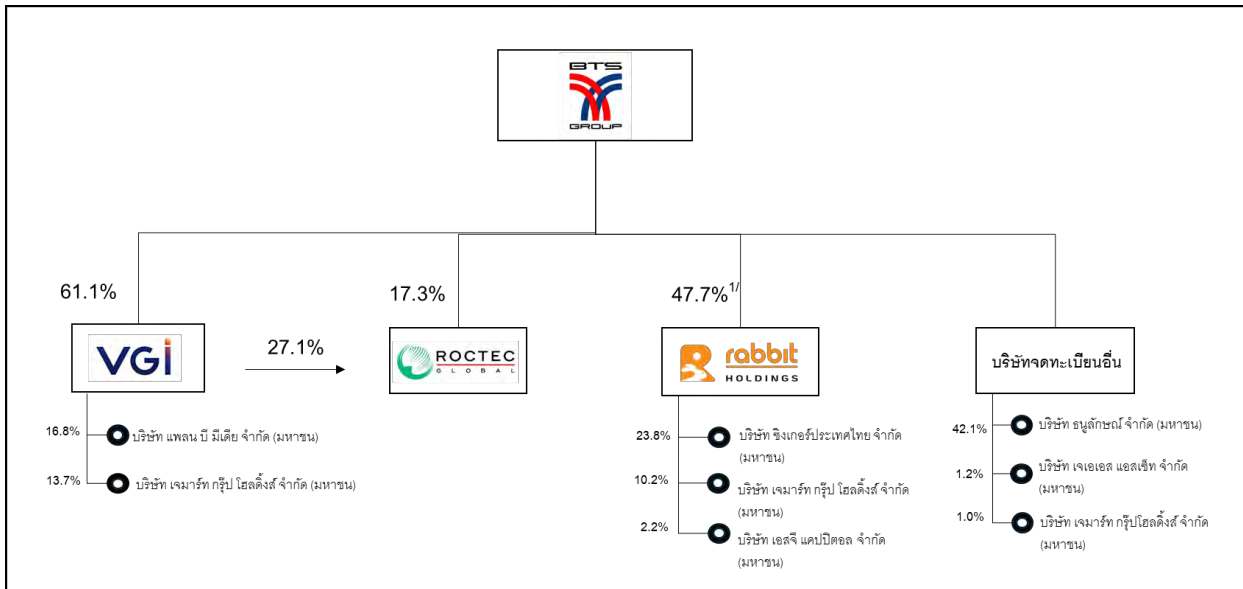 BTS
GROUP
61.1%
17.3%
47.7%1/
VGI
27.1%
ROCTEC
GLOBAL
rabbit
HOLDINGS
บริษัทจดทะเบียนอื่น
16.8%
บริษัท แพลน บี มีเดีย จำกัด (มหาชน)
13.7%
บริษัท เจมาร์ท กรุ๊ป โฮลดิ้งส์ จำกัด (มหาชน)
23.8%
บริษัท ซิงเกอร์ประเทศไทย จำกัด
(มหาชน)
10.2%
บริษัท เจมาร์ท กรุ๊ป โฮลดิ้งส์ จำกัด
(มหาชน)
2.2%
บริษัท เอสจี แคปปิตอล จำกัด
(มหาชน)
42.1%
บริษัท ธนูลักษณ์ จำกัด (มหาชน)
1.2%
บริษัท เจเอเอส แอสเซ็ท จำกัด
(มหาชน)
1.0%
บริษัท เจมาร์ท กรุ๊ปโฮลดิ้งส์ จำกัด
(มหาชน)